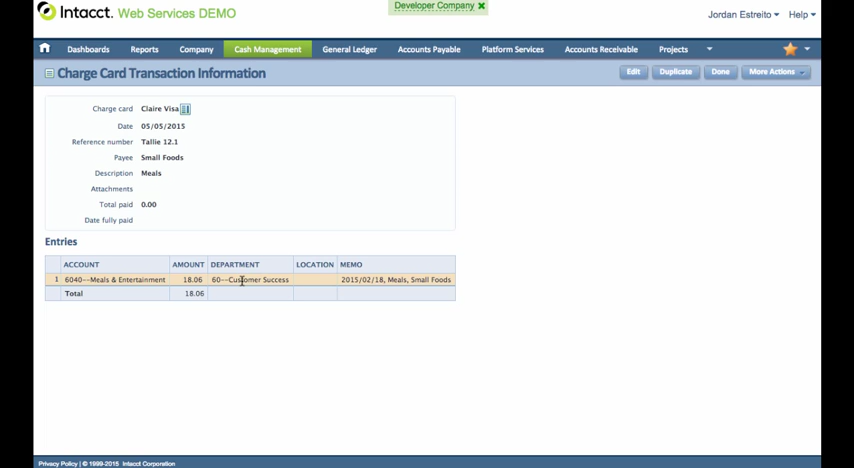 Intacct. Web Services DEMO
Developer Company ✖
Jordan Estreito ▾ Help ▾
Dashboards Reports Company Cash Management General Ledger Accounts Payable Platform Services Accounts Receivable Projects
Charge Card Transaction Information
Edit Duplicate Done More Actions
Charge card Claire Visa
Date 05/05/2015
Reference number Tallie 12.1
Payee Small Foods
Description Meals
Attachments
Total paid 0.00
Date fully paid
Entries
ACCOUNT AMOUNT DEPARTMENT LOCATION MEMO
1 6040--Meals & Entertainment 18.06 60--Customer Success 2015/02/18, Meals, Small Foods
Total 18.06
Privacy Policy | © 1999-2015 Intacct Corporation